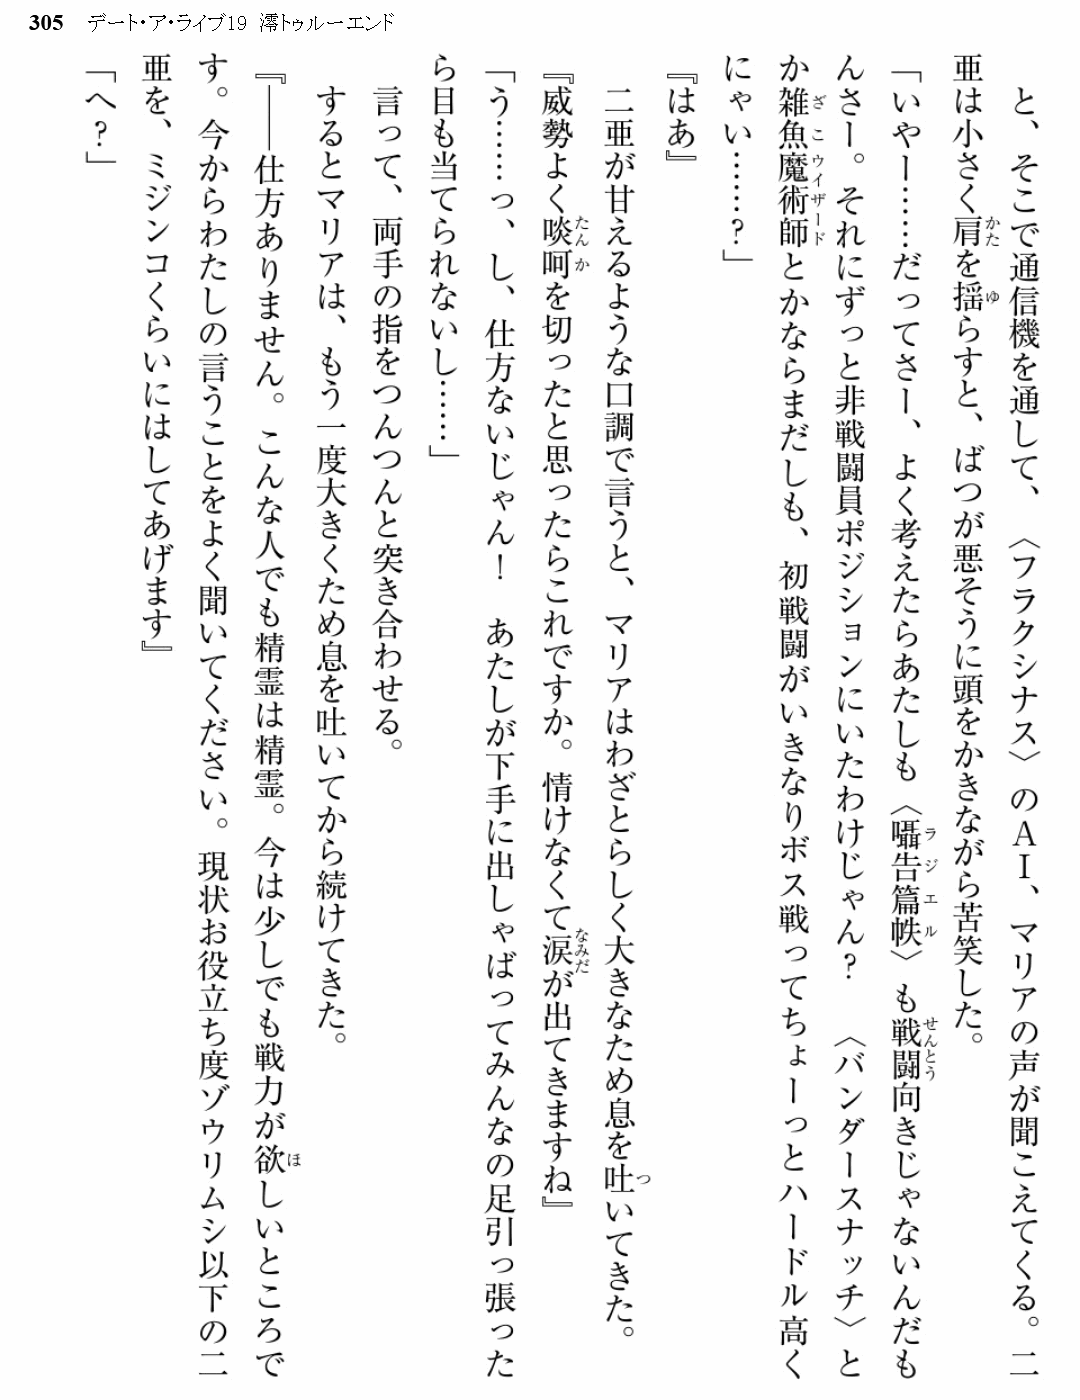 305 デート・ア・ライブ19 澪トゥルーエンド
　と、そこで通信機を通して、〈フラクシナス〉のＡＩ、マリアの声が聞こえてくる。二
亜は小さく肩を揺らすと、ばつが悪そうに頭をかきながら苦笑した。
「いやー……だってさー、よく考えたらあたしも〈囁告篇帙〉も戦闘向きじゃないんだも
んさー。それにずっと非戦闘員ポジションにいたわけじゃん？　〈バンダースナッチ〉と
か雑魚魔術師とかならまだしも、初戦闘がいきなりボス戦ってちょーっとハードル高く
にゃい……？」
『はあ』
　二亜が甘えるような口調で言うと、マリアはわざとらしく大きなため息を吐いてきた。
『威勢よく啖呵を切ったと思ったらこれですか。情けなくて涙が出てきますね』
「う……っ、し、仕方ないじゃん！　あたしが下手に出しゃばってみんなの足引っ張った
ら目も当てられないし……」
　言って、両手の指をつんつんと突き合わせる。
　するとマリアは、もう一度大きくため息を吐いてから続けてきた。
『――仕方ありません。こんな人でも精霊は精霊。今は少しでも戦力が欲しいところで
す。今からわたしの言うことをよく聞いてください。現状お役立ち度ゾウリムシ以下の二
亜を、ミジンコくらいにはしてあげます』
「へ？」